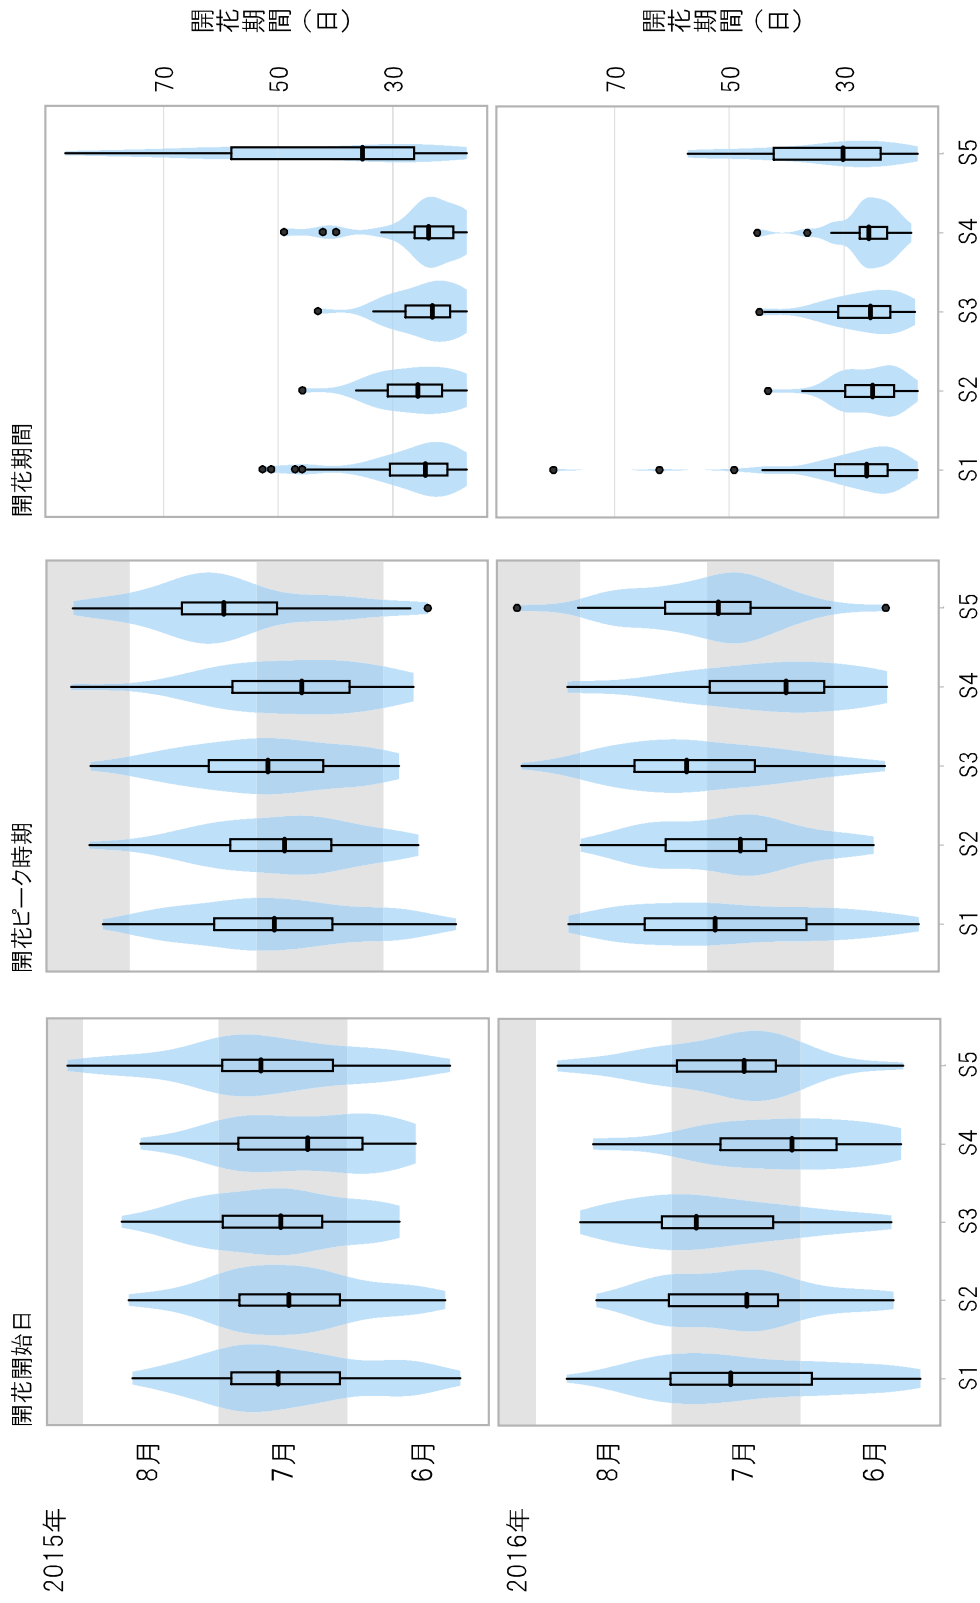 2015年
開花開始日
開花ピーク時期
開花期間
8月
7月
6月
70
50
30
開花期間（日）
2016年
8月
7月
6月
70
50
30
開花期間（日）
S1 S2 S3 S4 S5
S1 S2 S3 S4 S5
S1 S2 S3 S4 S5